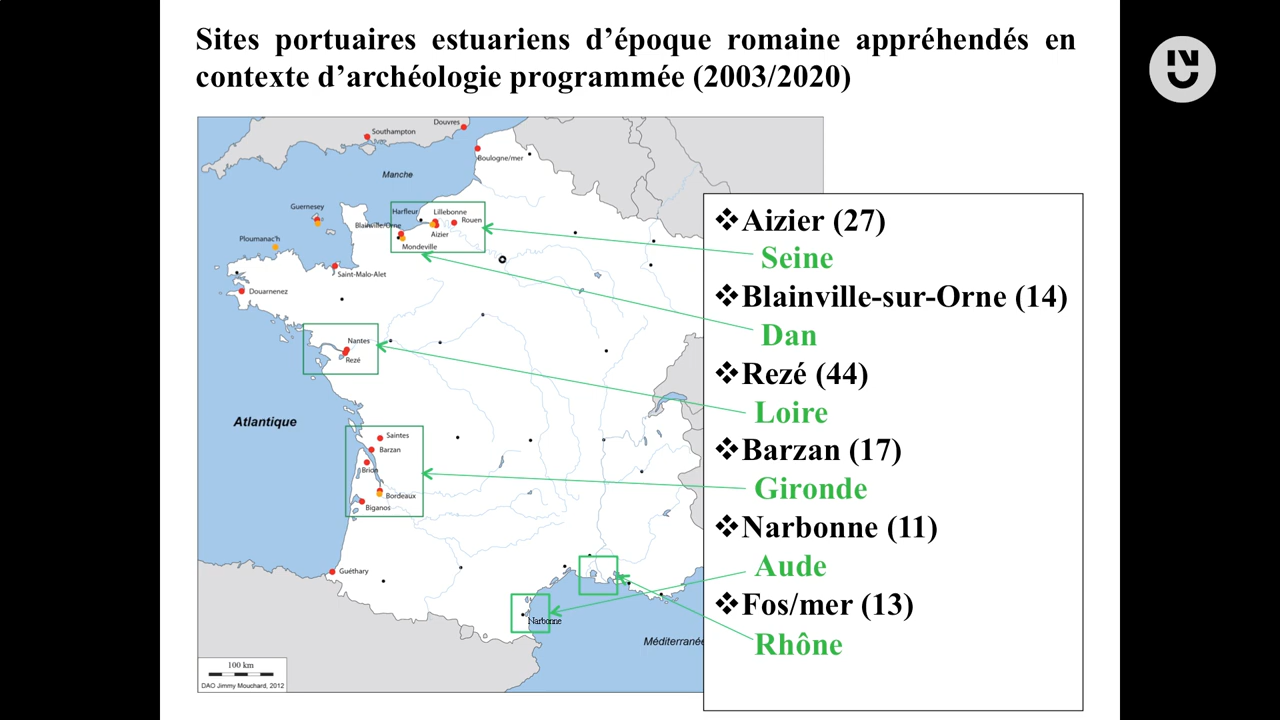 Sites portuaires estuariens d’époque romaine appréhendés en
contexte d’archéologie programmée (2003/2020)
Douvres
Southampton
Boulogne/mer
Manche
Guernesey
Harfleur
Lillebonne
Rouen
Blainville/Orne
Aizier
Mondeville
Ploumanac'h
Saint-Malo-Alet
Douarnenez
Nantes
Rezé
Atlantique
Saintes
Barzan
Brion
Bordeaux
Biganos
Guéthary
Narbonne
Méditerranée
100 km
DAO Jimmy Mouchard, 2012
❖Aizier (27)
Seine
❖Blainville-sur-Orne (14)
Dan
❖Rezé (44)
Loire
❖Barzan (17)
Gironde
❖Narbonne (11)
Aude
❖Fos/mer (13)
Rhône